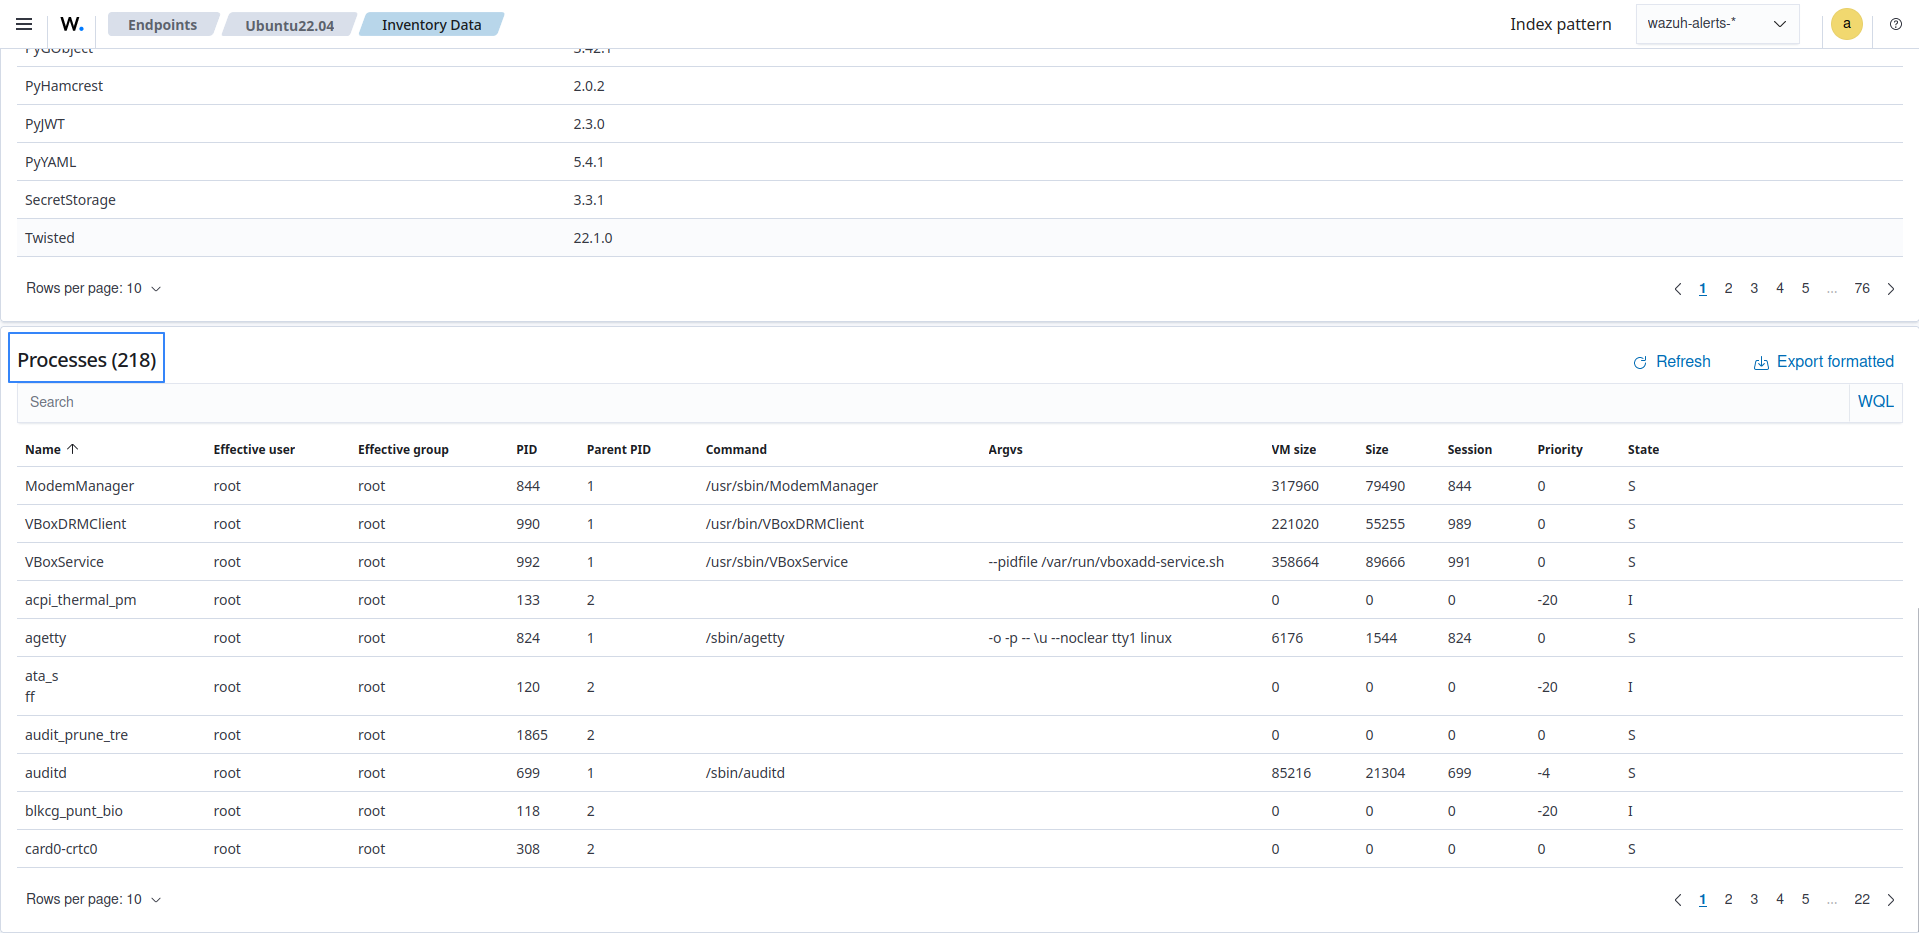 W.
Endpoints
Ubuntu22.04
Inventory Data
Index pattern
wazuh-alerts-*
a
PyGObject 3.42.1
PyHamcrest 2.0.2
PyJWT 2.3.0
PyYAML 5.4.1
SecretStorage 3.3.1
Twisted 22.1.0
Rows per page: 10
1 2 3 4 5 ... 76
Processes (218)
Refresh
Export formatted
Search
WQL
Name Effective user Effective group PID Parent PID Command Argvs VM size Size Session Priority State
ModemManager root root 844 1 /usr/sbin/ModemManager 317960 79490 844 0 S
VBoxDRMClient root root 990 1 /usr/bin/VBoxDRMClient 221020 55255 989 0 S
VBoxService root root 992 1 /usr/sbin/VBoxService --pidfile /var/run/vboxadd-service.sh 358664 89666 991 0 S
acpi_thermal_pm root root 133 2 0 0 0 -20 I
agetty root root 824 1 /sbin/agetty -o -p -- \u --noclear tty1 linux 6176 1544 824 0 S
ata_s
ff root root 120 2 0 0 0 -20 I
audit_prune_tre root root 1865 2 0 0 0 0 S
auditd root root 699 1 /sbin/auditd 85216 21304 699 -4 S
blkcg_punt_bio root root 118 2 0 0 0 -20 I
card0-crtc0 root root 308 2 0 0 0 0 S
Rows per page: 10
1 2 3 4 5 ... 22